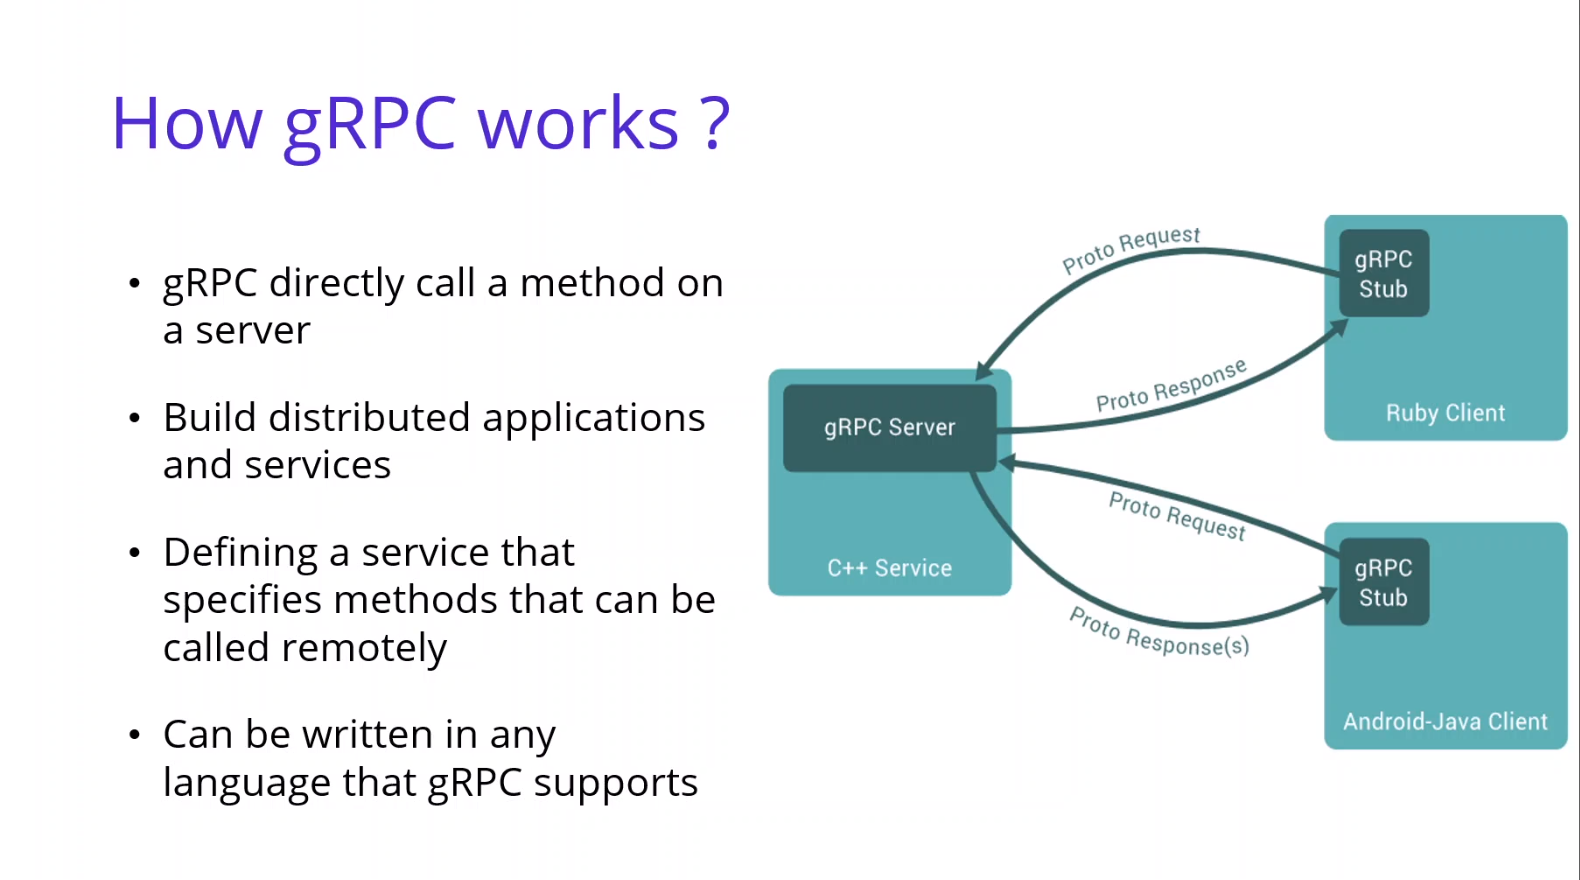 How gRPC works ?
• gRPC directly call a method on
a server
• Build distributed applications
and services
• Defining a service that
specifies methods that can be
called remotely
• Can be written in any
language that gRPC supports
Proto Request
gRPC
Stub
Proto Response
Ruby Client
gRPC Server
C++ Service
Proto Request
gRPC
Stub
Proto Response(s)
Android-Java Client